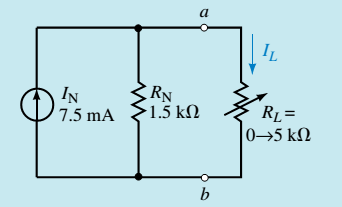 a
I_L
I_N
7.5 mA
R_N
1.5 kΩ
R_L =
0→5 kΩ
b